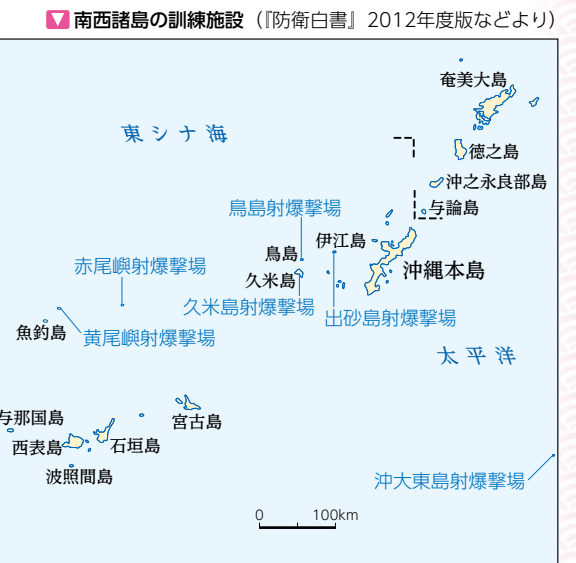 ▼ 南西諸島の訓練施設（『防衛白書』2012年度版などより）
奄美大島
東シナ海
徳之島
沖之永良部島
与論島
鳥島射爆撃場
伊江島
鳥島
沖縄本島
赤尾嶼射爆撃場
久米島
久米島射爆撃場
出砂島射爆撃場
魚釣島
黄尾嶼射爆撃場
太平洋
与那国島
宮古島
西表島
石垣島
波照間島
沖大東島射爆撃場
0 100km